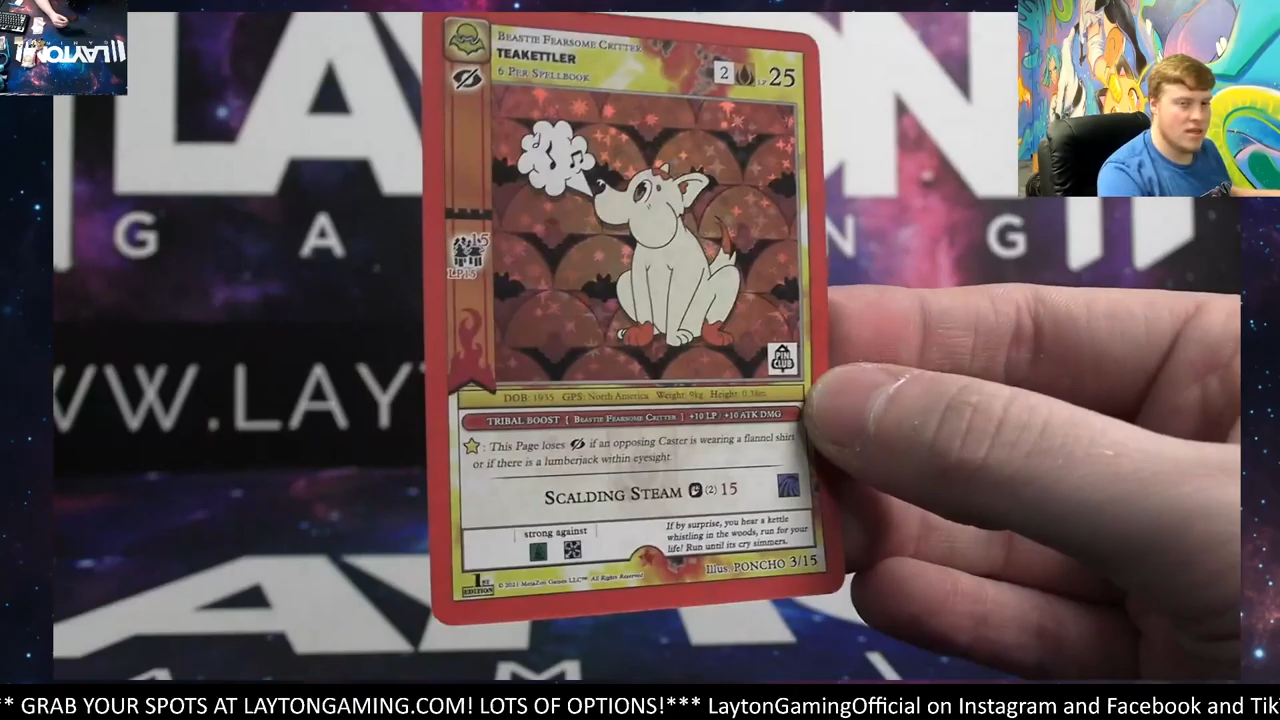 LAYTON
GAMING
BEASTIE FEARSOME CRITTER
TEAKETTLER
6 PER SPELLBOOK
2 LP 25
15
LP15
G A N G
WW.LAY
PIN
CLUB
DOB: 1935 GPS: North America Weight: 9kg Height: 0.38m
TRIBAL BOOST [ BEASTIE FEARSOME CRITTER ] +10 LP / +10 ATK DMG
: This Page loses if an opposing Caster is wearing a flannel shirt
or if there is a lumberjack within eyesight.
SCALDING STEAM (2) 15
strong against
If by surprise, you hear a kettle
whistling in the woods, run for your
life! Run until its cry simmers.
1ST
EDITION
© 2021 MetaZoo Games LLC™ All Rights Reserved
Illus. PONCHO 3/15
** GRAB YOUR SPOTS AT LAYTONGAMING.COM! LOTS OF OPTIONS!*** LaytonGamingOfficial on Instagram and Facebook and Tik